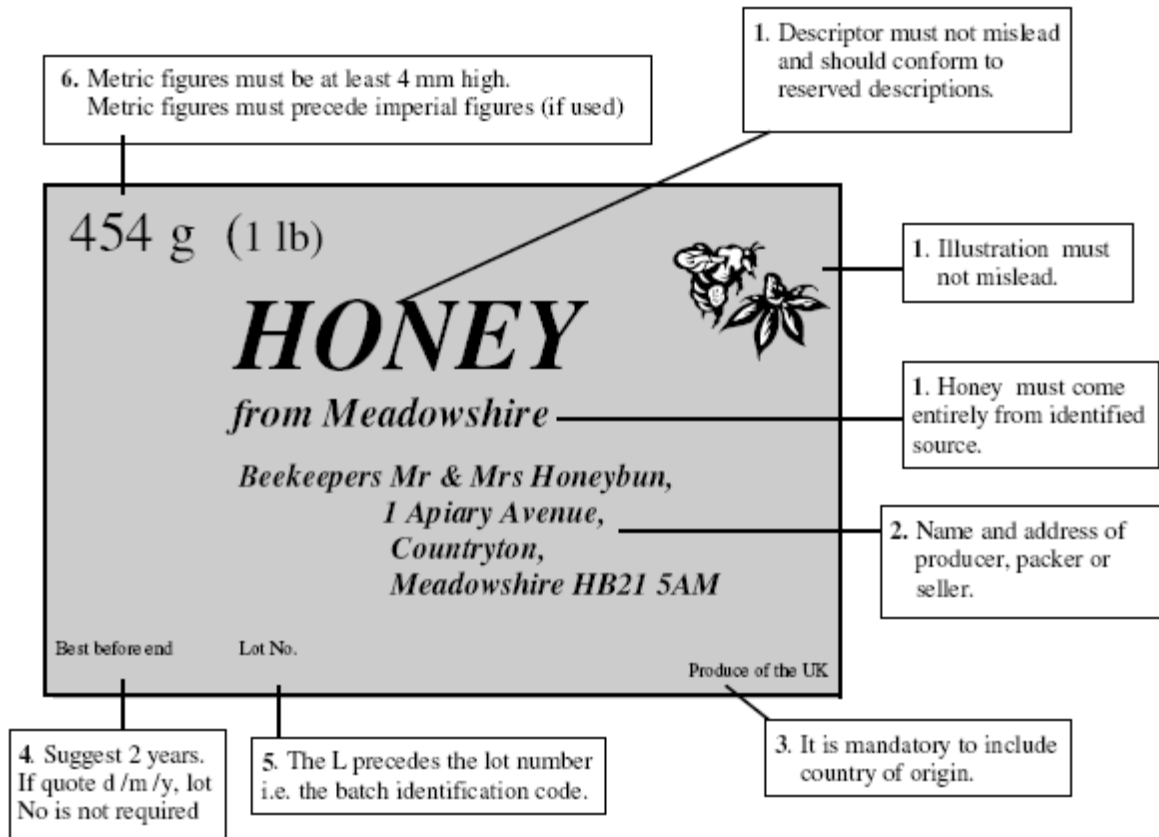 1. Descriptor must not mislead
and should conform to
reserved descriptions.
6. Metric figures must be at least 4 mm high.
Metric figures must precede imperial figures (if used)
454 g (1 lb)
1. Illustration must
not mislead.
HONEY
from Meadowshire
1. Honey must come
entirely from identified
source.
Beekeepers Mr & Mrs Honeybun,
1 Apiary Avenue,
Countryton,
Meadowshire HB21 5AM
2. Name and address of
producer, packer or
seller.
Best before end
Lot No.
Produce of the UK
4. Suggest 2 years.
If quote d /m /y, lot
No is not required
5. The L precedes the lot number
i.e. the batch identification code.
3. It is mandatory to include
country of origin.